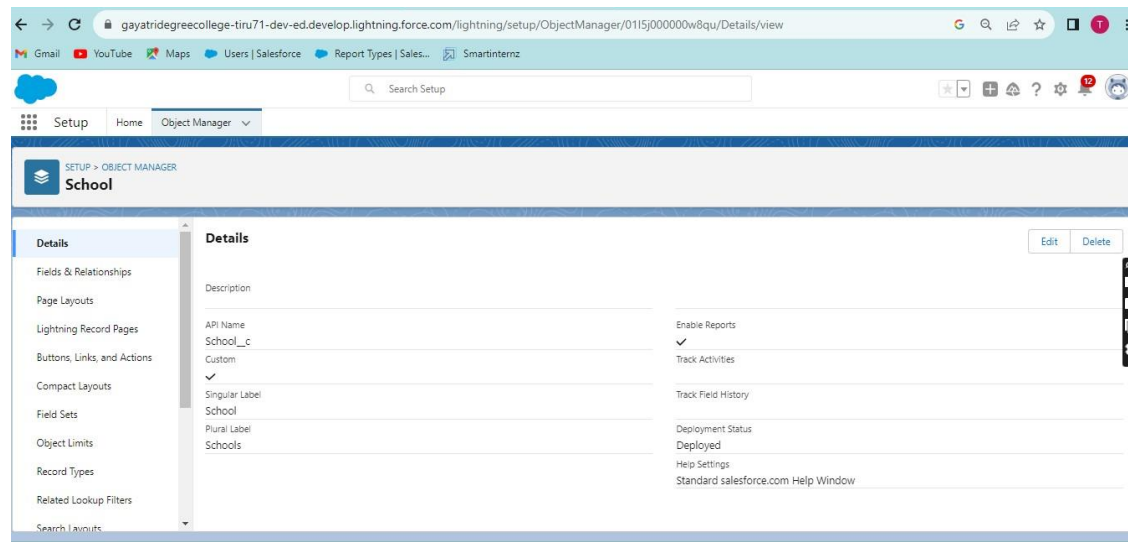 gayatridegreecollege-tiru71-dev-ed.develop.lightning.force.com/lightning/setup/ObjectManager/01I5j000000w8qu/Details/view
G
T
Gmail YouTube Maps Users | Salesforce Report Types | Sales... Smartinternz
Search Setup
12
Setup Home Object Manager
SETUP > OBJECT MANAGER
School
Details
Fields & Relationships
Page Layouts
Lightning Record Pages
Buttons, Links, and Actions
Compact Layouts
Field Sets
Object Limits
Record Types
Related Lookup Filters
Search Layouts
Details
Edit Delete
Description
API Name
School__c
Custom
Singular Label
School
Plural Label
Schools
Enable Reports
Track Activities
Track Field History
Deployment Status
Deployed
Help Settings
Standard salesforce.com Help Window